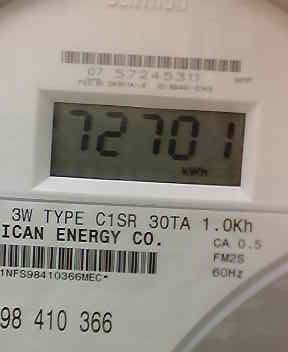 07 57245311
72701
kWh
3W TYPE C1SR 30TA 1.0Kh
ICAN ENERGY CO.
CA 0.5
FM2S
60Hz
1NFS98410366MEC*
98 410 366